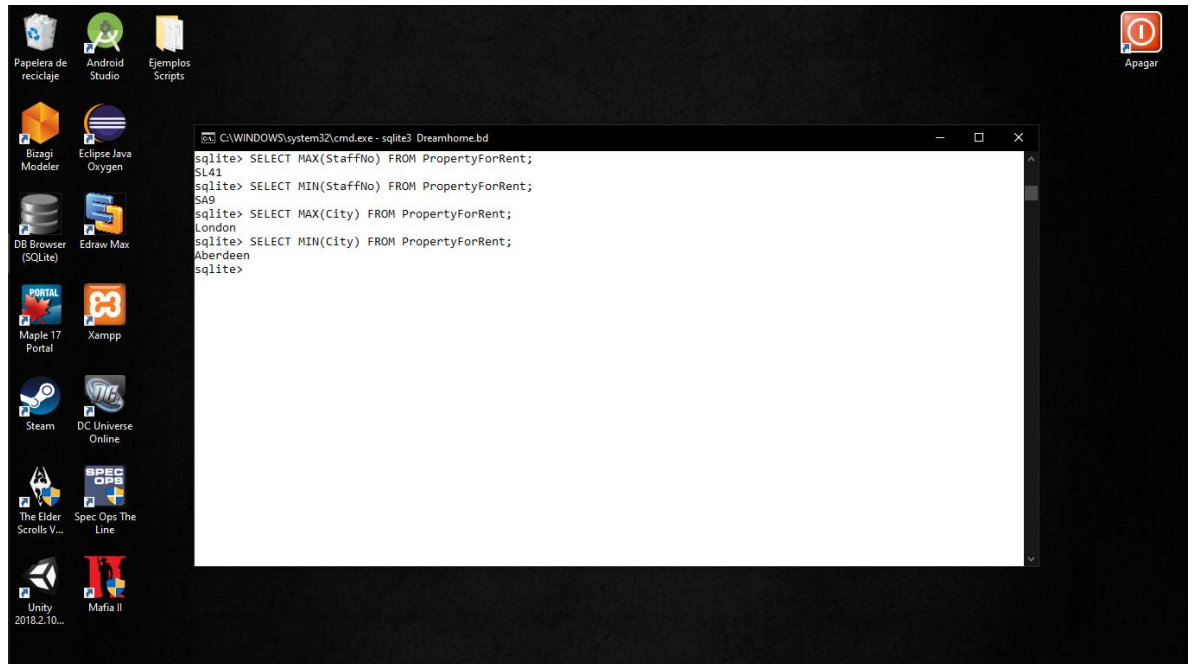 Papelera de
reciclaje
Android
Studio
Ejemplos
Scripts
Apagar
Bizagi
Modeler
Eclipse Java
Oxygen
C:\WINDOWS\system32\cmd.exe - sqlite3 Dreamhome.bd
sqlite> SELECT MAX(StaffNo) FROM PropertyForRent;
SL41
sqlite> SELECT MIN(StaffNo) FROM PropertyForRent;
SA9
sqlite> SELECT MAX(City) FROM PropertyForRent;
London
sqlite> SELECT MIN(City) FROM PropertyForRent;
Aberdeen
sqlite>
DB Browser
(SQLite)
Edraw Max
PORTAL
Maple 17
Portal
Xampp
Steam
DC
DC Universe
Online
The Elder
Scrolls V...
SPEC
OPS
Spec Ops The
Line
Unity
2018.2.10...
Mafia II